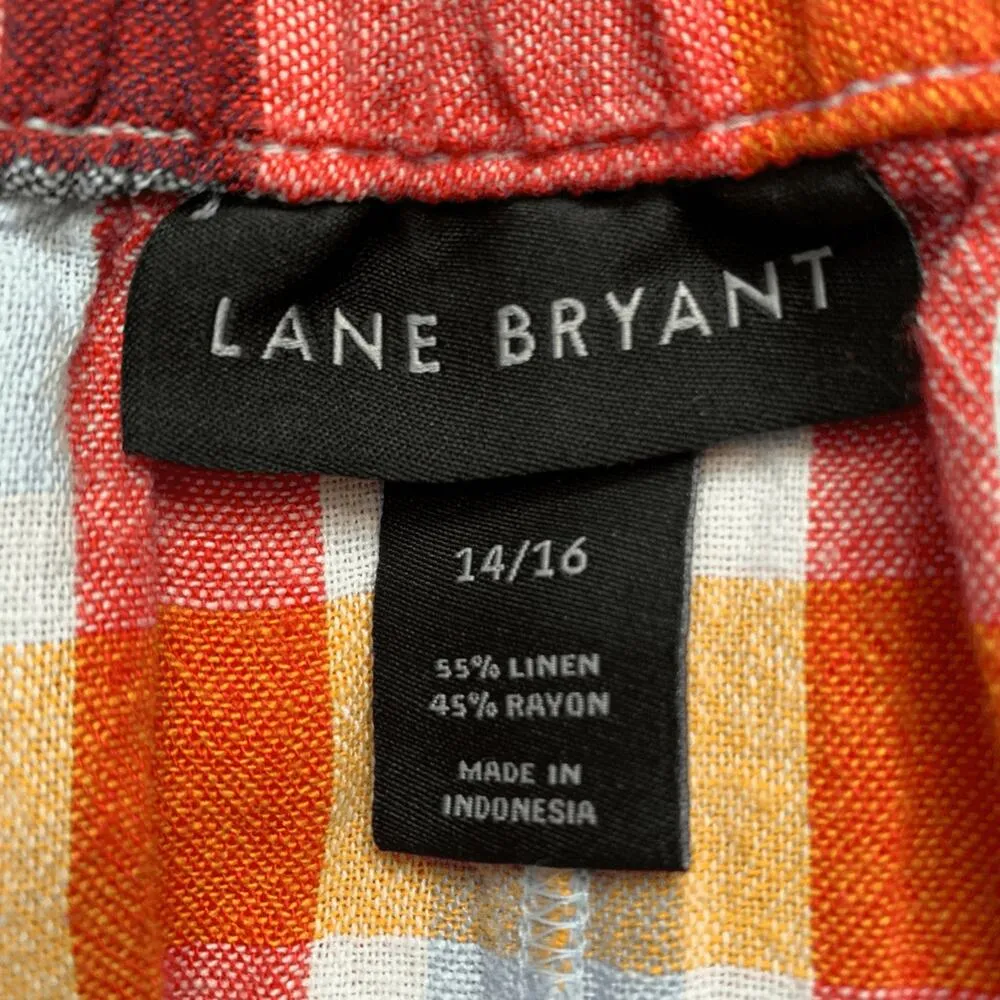 LANE BRYANT
14/16
55% LINEN
45% RAYON
MADE IN
INDONESIA